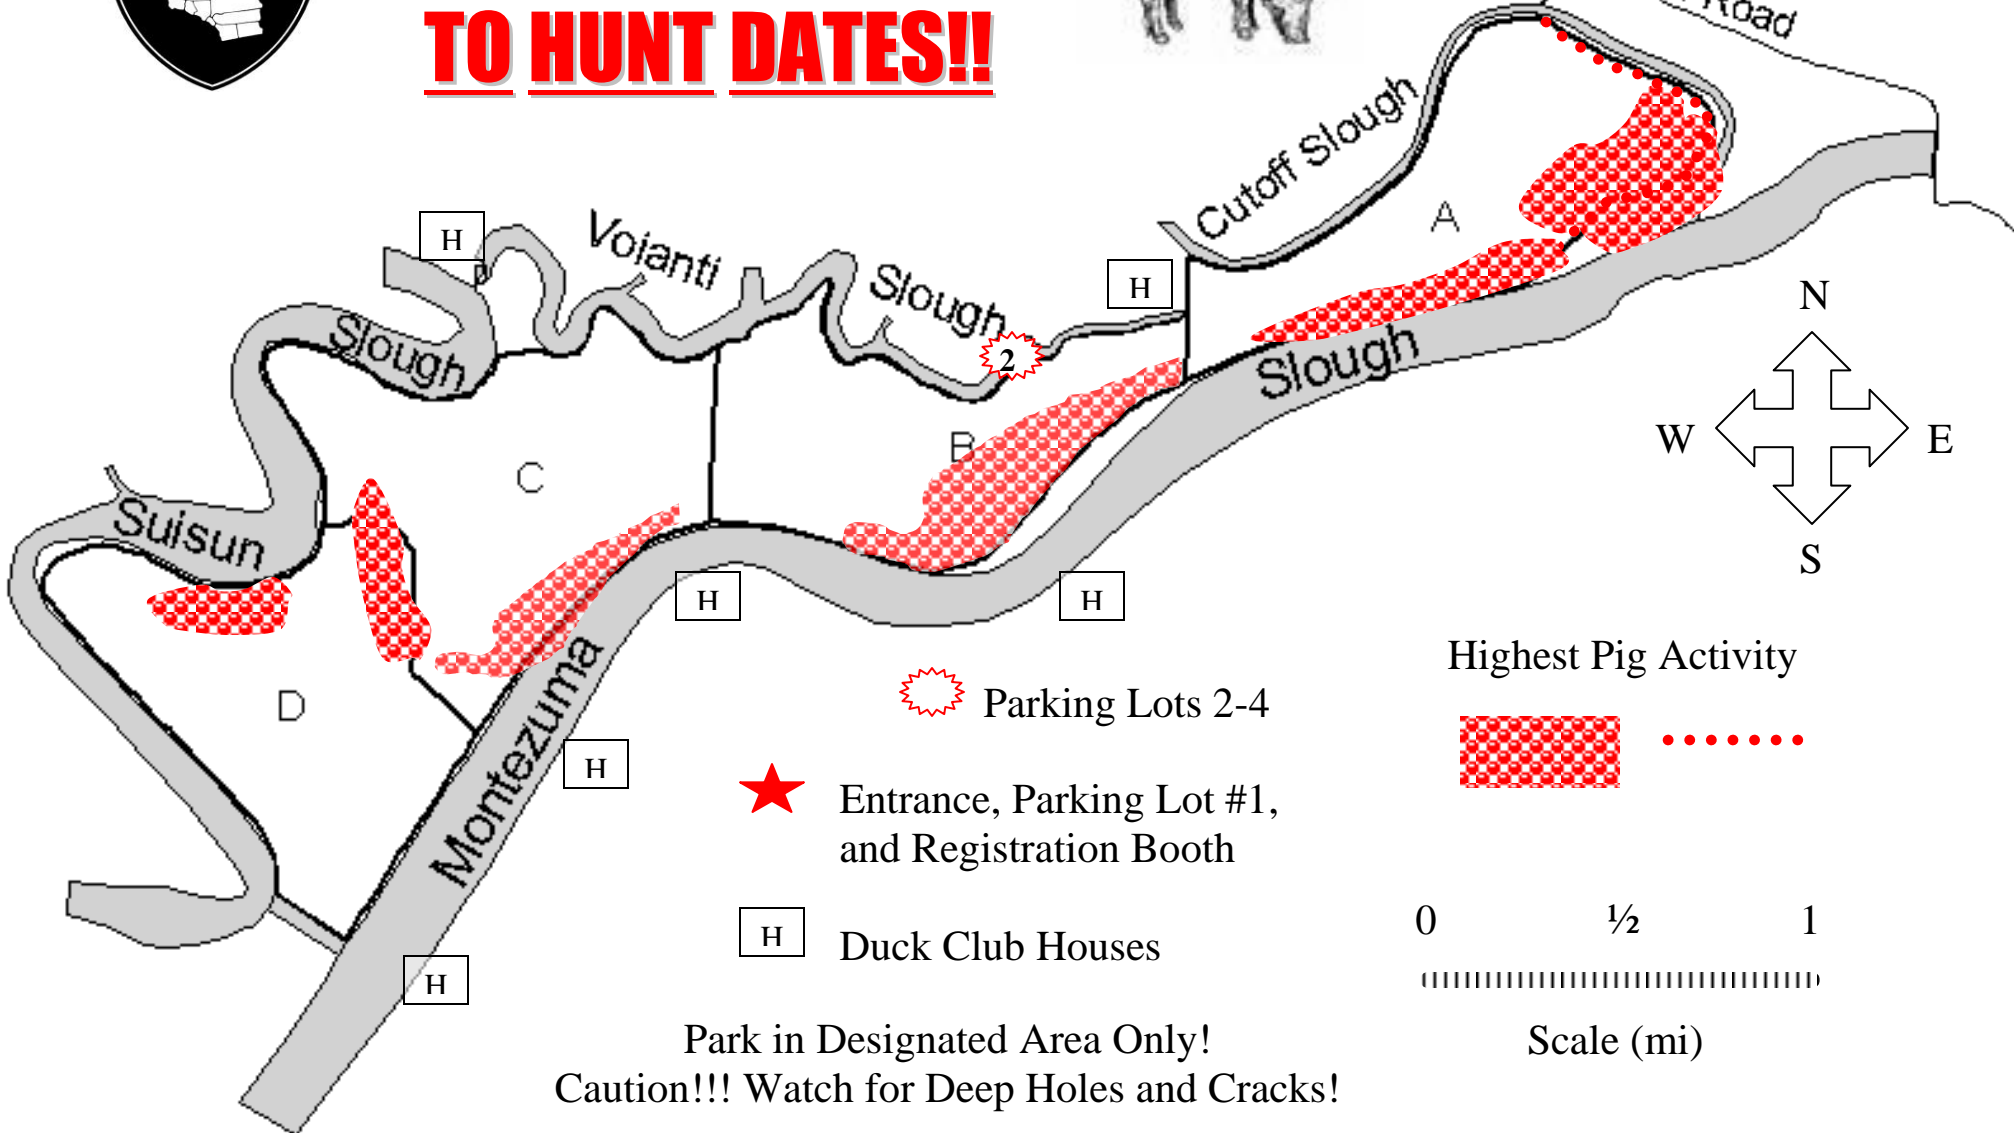 TO HUNT DATES!!
Road
Cutoff Slough
A
H
Voianti
Slough
H
2
Slough
Slough
B
C
Suisun
H
H
D
Montezuma
H
H
N
W
E
S
Highest Pig Activity
Parking Lots 2-4
Entrance, Parking Lot #1,
and Registration Booth
H
Duck Club Houses
0 ½ 1
Scale (mi)
Park in Designated Area Only!
Caution!!! Watch for Deep Holes and Cracks!